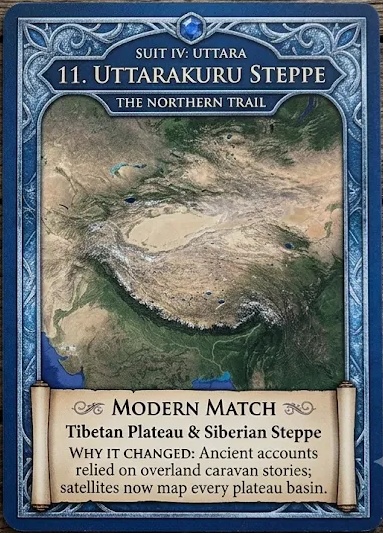 SUIT IV: UTTARA
11. UTTARAKURU STEPPE
THE NORTHERN TRAIL
MODERN MATCH
Tibetan Plateau & Siberian Steppe
WHY IT CHANGED: Ancient accounts
relied on overland caravan stories;
satellites now map every plateau basin.